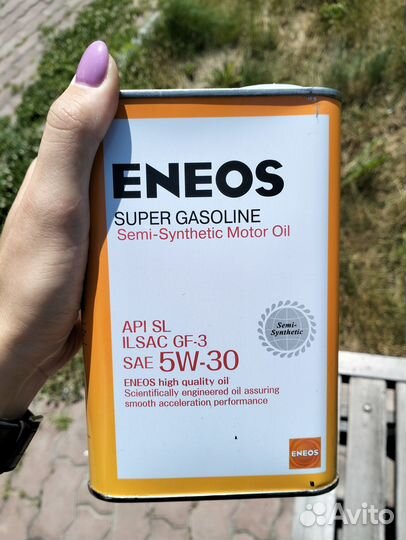 ENEOS
SUPER GASOLINE
Semi-Synthetic Motor Oil
API SL
ILSAC GF-3
SAE 5W-30
Semi-
Synthetic
ENEOS high quality oil
Scientifically engineered oil assuring
smooth acceleration performance
ENEOS
Avito